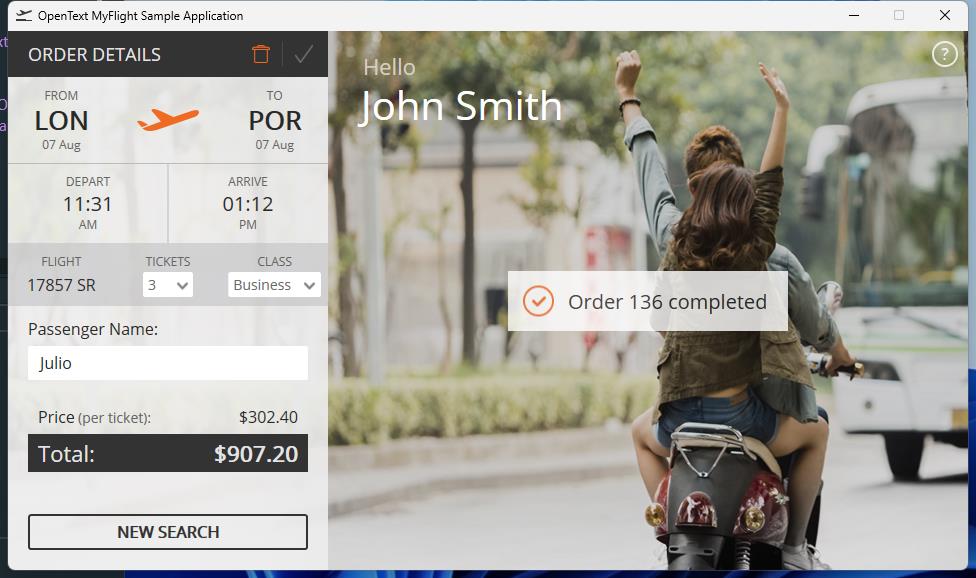 OpenText MyFlight Sample Application
ORDER DETAILS
?
FROM
TO
LON
POR
07 Aug
07 Aug
DEPART
ARRIVE
11:31
01:12
AM
PM
FLIGHT
TICKETS
CLASS
17857 SR
3
Business
Passenger Name:
Julio
Price (per ticket):
$302.40
Total:
$907.20
NEW SEARCH
Hello
John Smith
Order 136 completed